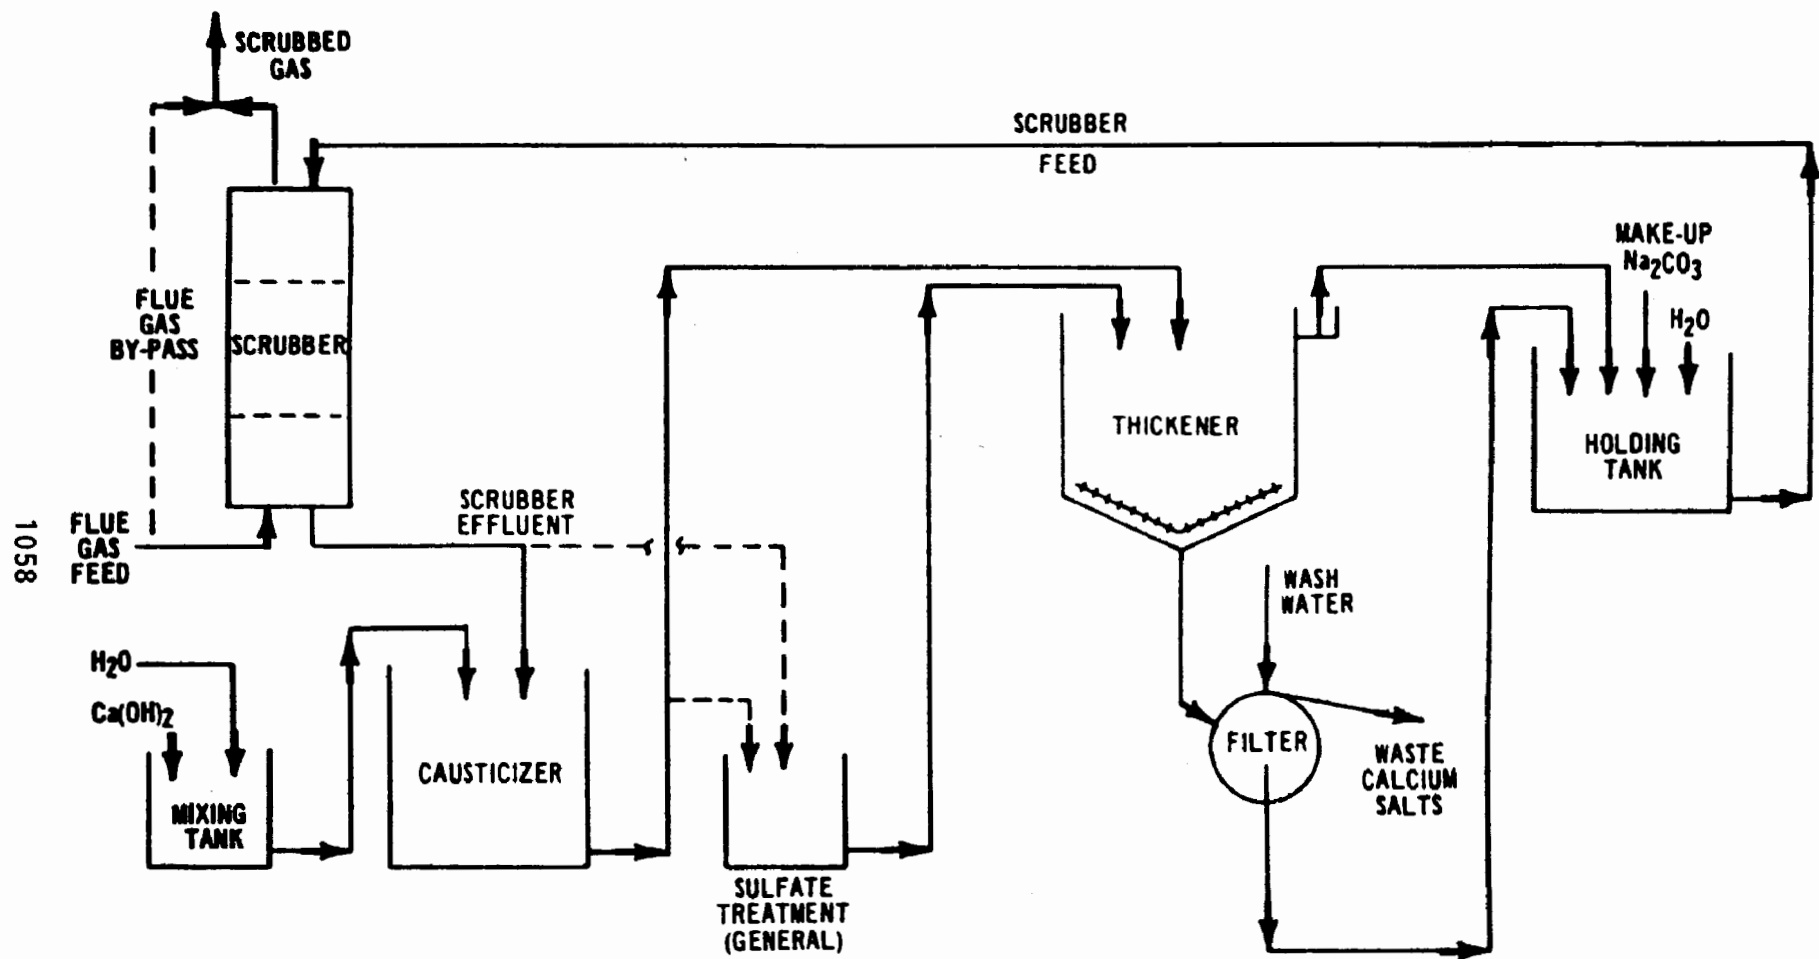 SCRUBBED
GAS
SCRUBBER
FEED
MAKE-UP
Na₂CO₃
H₂O
FLUE
GAS
BY-PASS
SCRUBBER
THICKENER
HOLDING
TANK
SCRUBBER
EFFLUENT
FLUE
GAS
FEED
1058
WASH
WATER
H₂O
Ca(OH)₂
FILTER
WASTE
CALCIUM
SALTS
CAUSTICIZER
MIXING
TANK
SULFATE
TREATMENT
(GENERAL)